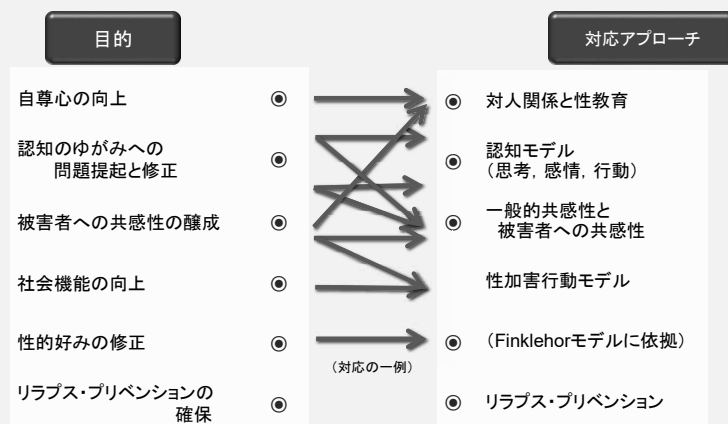 目的
対応アプローチ
自尊心の向上
認知のゆがみへの
問題提起と修正
被害者への共感性の醸成
社会機能の向上
性的好みの修正
リラプス・プリベンションの
確保
(対応の一例)
対人関係と性教育
認知モデル
(思考, 感情, 行動)
一般的共感性と
被害者への共感性
性加害行動モデル
(Finklehorモデルに依拠)
リラプス・プリベンション